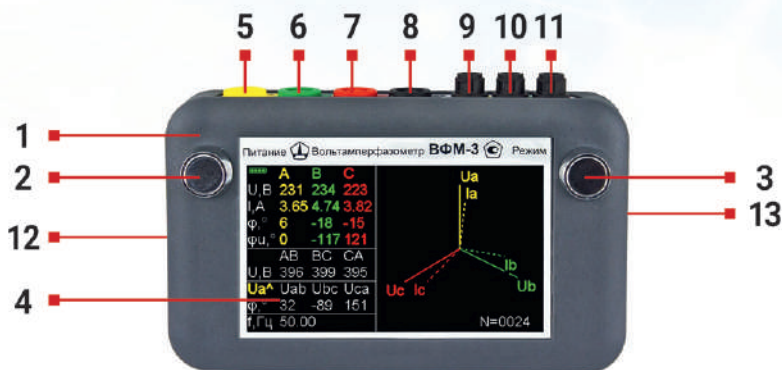 5 6 7 8 9 10 11
1
2
12
4
3
13
Питание Вольтамперфазометр ВФМ-3 Режим
A B C
U,В 231 234 223
I,А 3.65 4.74 3.82
φ,° 6 -18 -15
φu,° 0 -117 121
AB BC CA
U,В 396 399 395
Ua^ Uab Ubc Uca
φ,° 32 -89 151
f,Гц 50.00
Ua
Ia
Ib
Ub
Uc Ic
N=0024